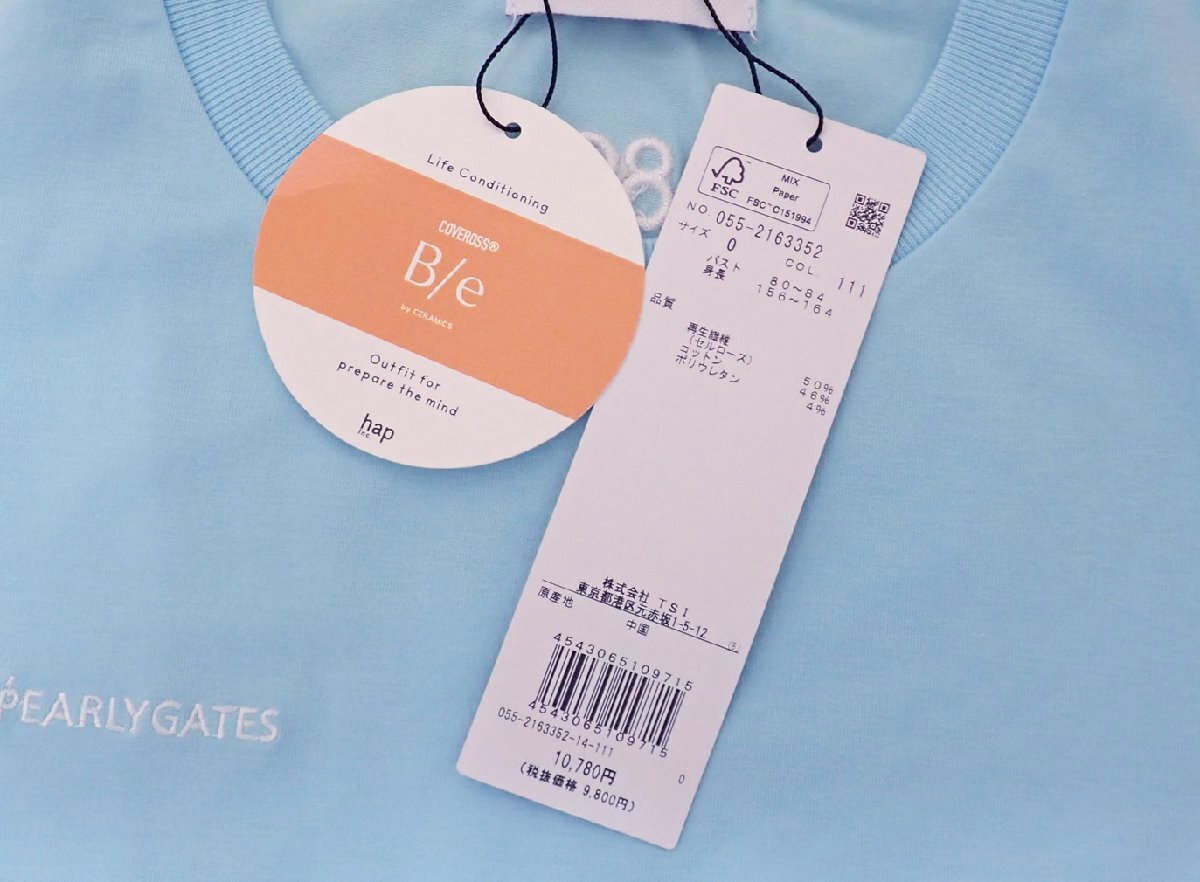 Life Conditioning
COVEROSS®
B/e
by CERAMICS
Outfit for
prepare the mind
hap
inc.
FSC
MIX
Paper
FSC™C151994
NO. 055-2163352
サイズ 0 COL. 111
バスト 80~84
身長 156~164
品質
再生繊維
(セルロース) 50%
コットン 46%
ポリウレタン 4%
株式会社 TSI
東京都港区元赤坂1-5-12
原産地 中国 (5)
4543065109715
4543065109715
055-2163352-14-111
0
10,780円
(税抜価格 9,800円)
PEARLYGATES